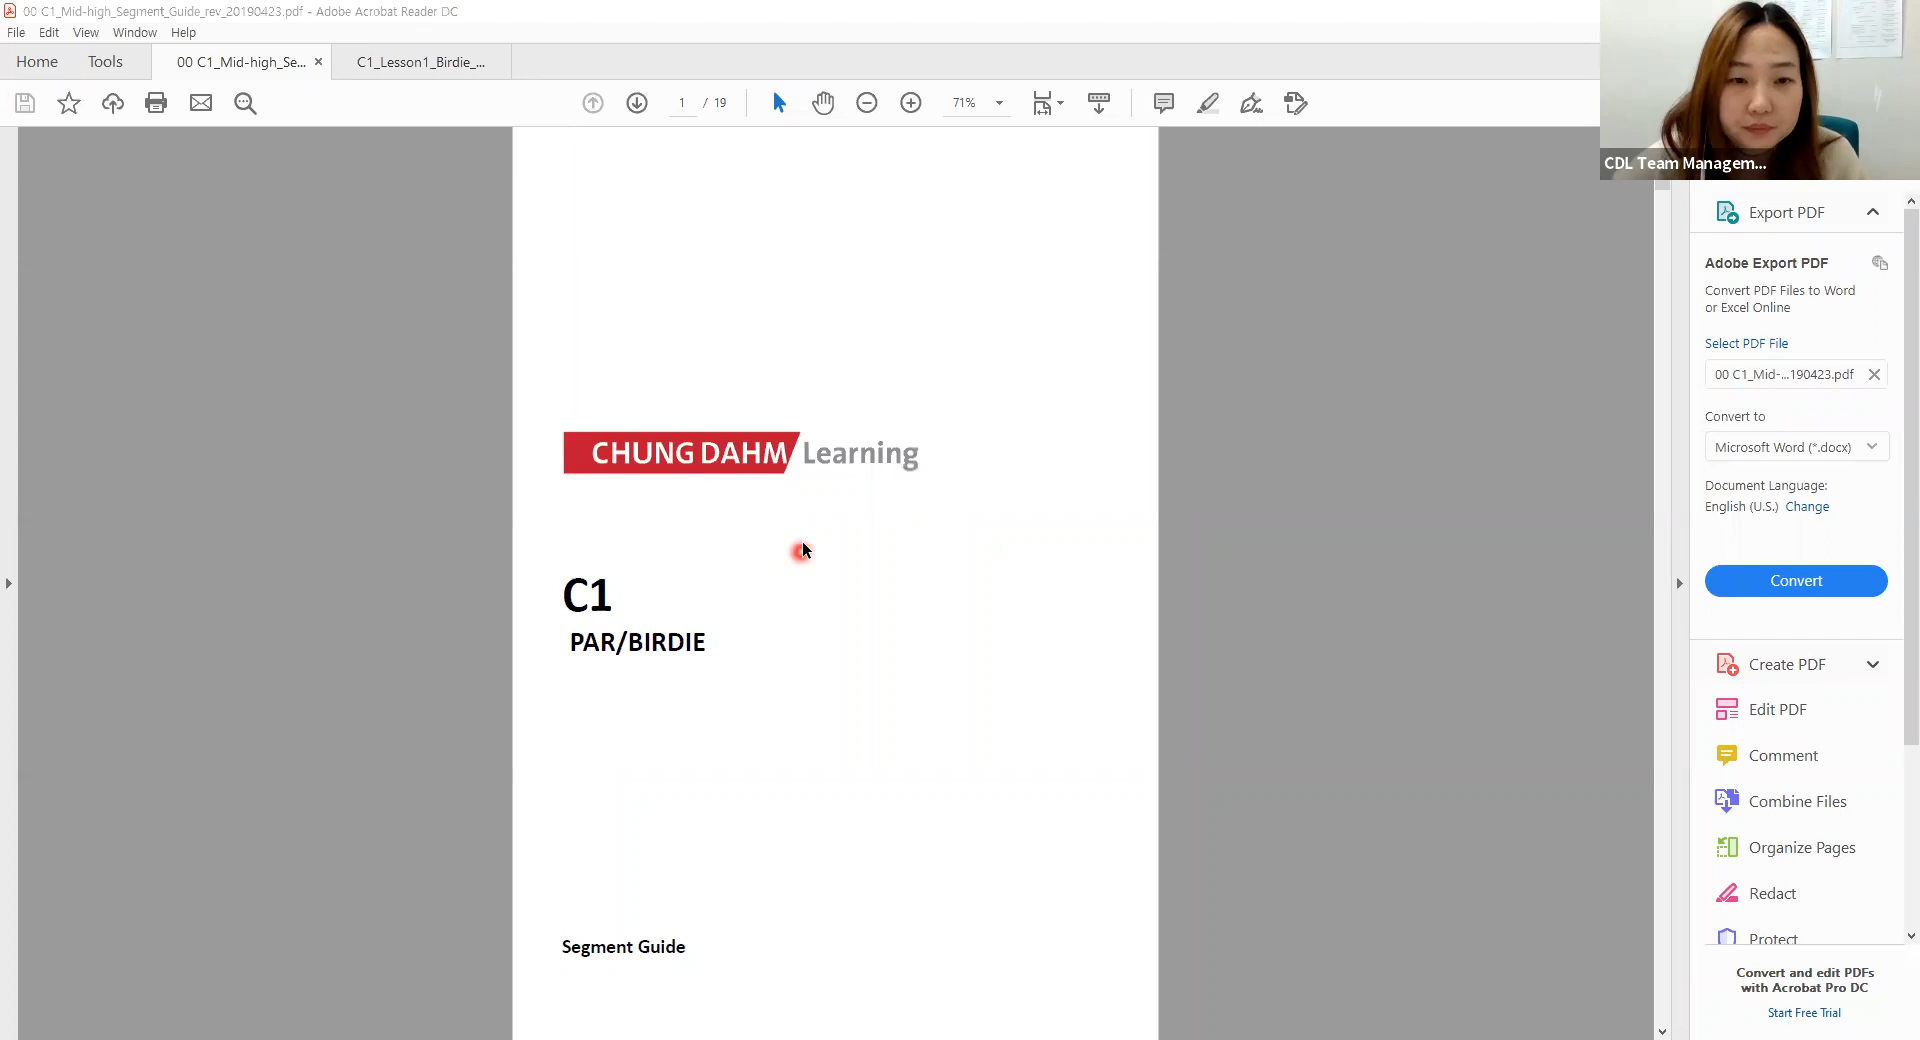 00 C1_Mid-high_Segment_Guide_rev_20190423.pdf - Adobe Acrobat Reader DC
File Edit View Window Help
Home Tools 00 C1_Mid-high_Se... × C1_Lesson1_Birdie_...
1 / 19 71%
CDL Team Managem...
Export PDF
Adobe Export PDF
Convert PDF Files to Word
or Excel Online
Select PDF File
00 C1_Mid-...190423.pdf
Convert to
Microsoft Word (*.docx)
Document Language:
English (U.S.) Change
Convert
Create PDF
Edit PDF
Comment
Combine Files
Organize Pages
Redact
Protect
Convert and edit PDFs
with Acrobat Pro DC
Start Free Trial
CHUNG DAHM Learning
C1
PAR/BIRDIE
Segment Guide